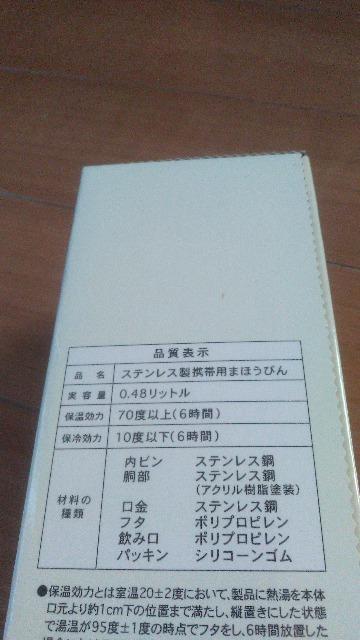 品質表示
品名 ステンレス製携帯用まほうびん
実容量 0.48リットル
保温効力 70度以上(6時間)
保冷効力 10度以下(6時間)
材料の種類
内ビン ステンレス鋼
胴部 ステンレス鋼
(アクリル樹脂塗装)
口金 ステンレス鋼
フタ ポリプロピレン
飲み口 ポリプロピレン
パッキン シリコーンゴム
●保温効力とは室温20±2度において、製品に熱湯を本体
口元より約1cm下の位置まで満たし、縦置きにした状態
で湯温が95度±1度の時点でフタをし、6時間放置した